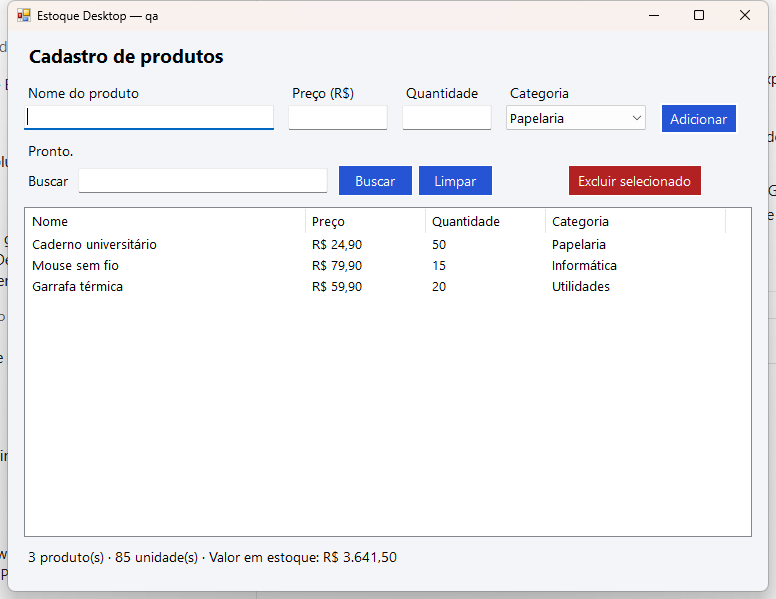 Estoque Desktop — qa
Cadastro de produtos
Nome do produto Preço (R$) Quantidade Categoria
Papelaria Adicionar
Pronto.
Buscar Buscar Limpar Excluir selecionado
Nome Preço Quantidade Categoria
Caderno universitário R$ 24,90 50 Papelaria
Mouse sem fio R$ 79,90 15 Informática
Garrafa térmica R$ 59,90 20 Utilidades
3 produto(s) · 85 unidade(s) · Valor em estoque: R$ 3.641,50